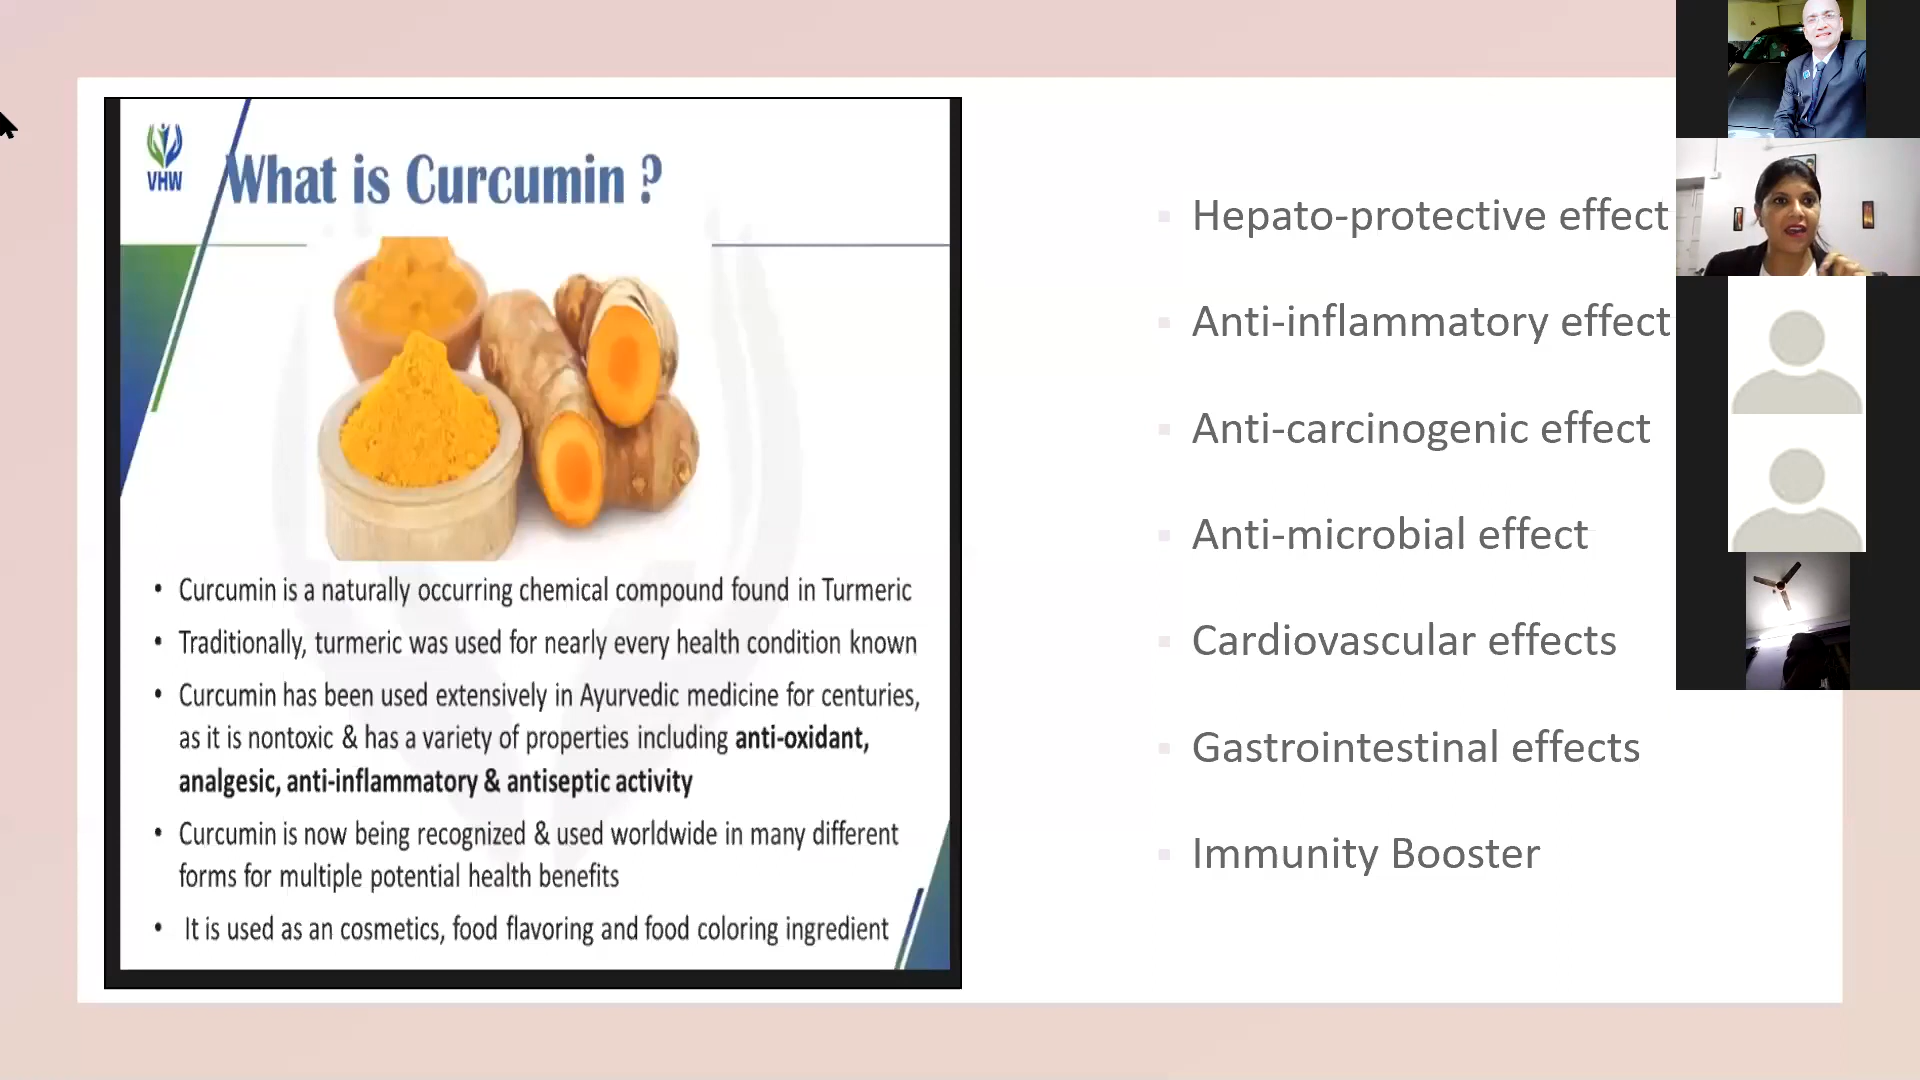 VHW
What is Curcumin ?
• Curcumin is a naturally occurring chemical compound found in Turmeric
• Traditionally, turmeric was used for nearly every health condition known
• Curcumin has been used extensively in Ayurvedic medicine for centuries,
as it is nontoxic & has a variety of properties including anti-oxidant,
analgesic, anti-inflammatory & antiseptic activity
• Curcumin is now being recognized & used worldwide in many different
forms for multiple potential health benefits
• It is used as an cosmetics, food flavoring and food coloring ingredient
▪ Hepato-protective effect
▪ Anti-inflammatory effect
▪ Anti-carcinogenic effect
▪ Anti-microbial effect
▪ Cardiovascular effects
▪ Gastrointestinal effects
▪ Immunity Booster